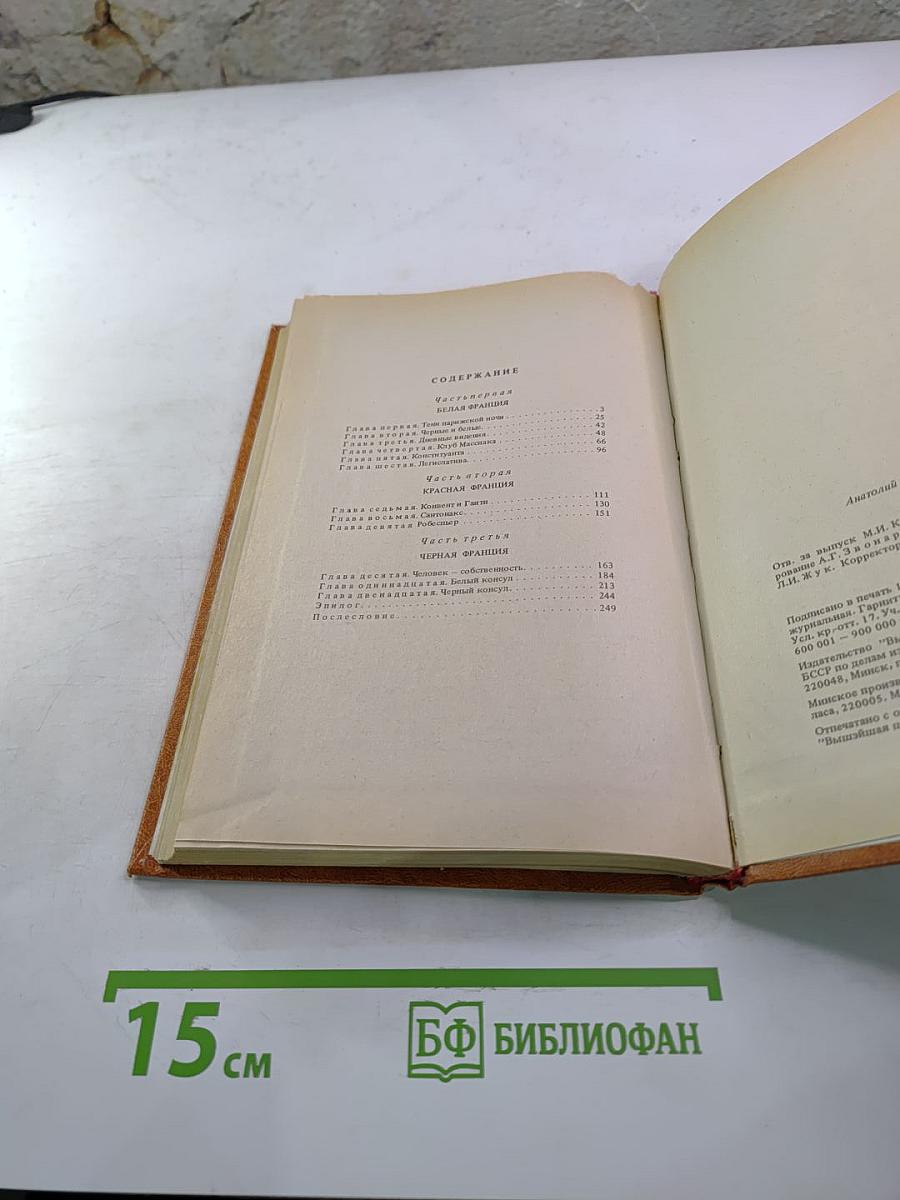 СОДЕРЖАНИЕ
Часть первая
БЕЛАЯ ФРАНЦИЯ
Глава первая. Тени парижской ночи . . . . . . . . . . 3
Глава вторая. Черные и белые. . . . . . . . . . 25
Глава третья. Дневные видения . . . . . . . . . . 42
Глава четвертая. Клуб Массиака . . . . . . . . . . 48
Глава пятая. Конституанта . . . . . . . . . . 66
Глава шестая. Легислатива. . . . . . . . . . 96
Часть вторая
КРАСНАЯ ФРАНЦИЯ
Глава седьмая. Конвент и Гаити . . . . . . . . . . 111
Глава восьмая. Сантонакс. . . . . . . . . . 130
Глава девятая Робеспьер . . . . . . . . . . 151
Часть третья
ЧЕРНАЯ ФРАНЦИЯ
Глава десятая. Человек — собственность. . . . . . . . . . 163
Глава одиннадцатая. Белый консул . . . . . . . . . . 184
Глава двенадцатая. Черный консул. . . . . . . . . . 213
Эпилог. . . . . . . . . . 244
Послесловие. . . . . . . . . . 249
Анатолий
Отв. за выпуск М.И. К
рование А.Г. Звонар
Л.И. Жук. Корректор
Подписано в печать
журнальная. Гарнит
Усл. кр.-отт. 17. Уч.
600 001 — 900 000
Издательство "Вы
БССР по делам из
220048, Минск, п
Минское произв
ласа, 220005, М
Отпечатано с о
"Вышэйшая ш
15 см
БФ БИБЛИОФАН